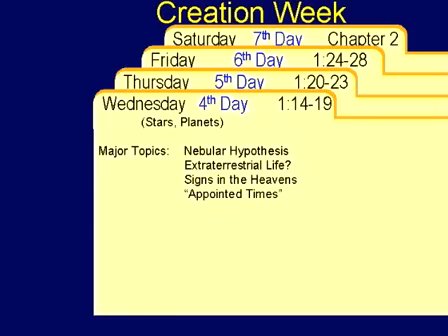 Creation Week
Saturday 7th Day Chapter 2
Friday 6th Day 1:24-28
Thursday 5th Day 1:20-23
Wednesday 4th Day 1:14-19
(Stars, Planets)
Major Topics: Nebular Hypothesis
Extraterrestrial Life?
Signs in the Heavens
“Appointed Times”